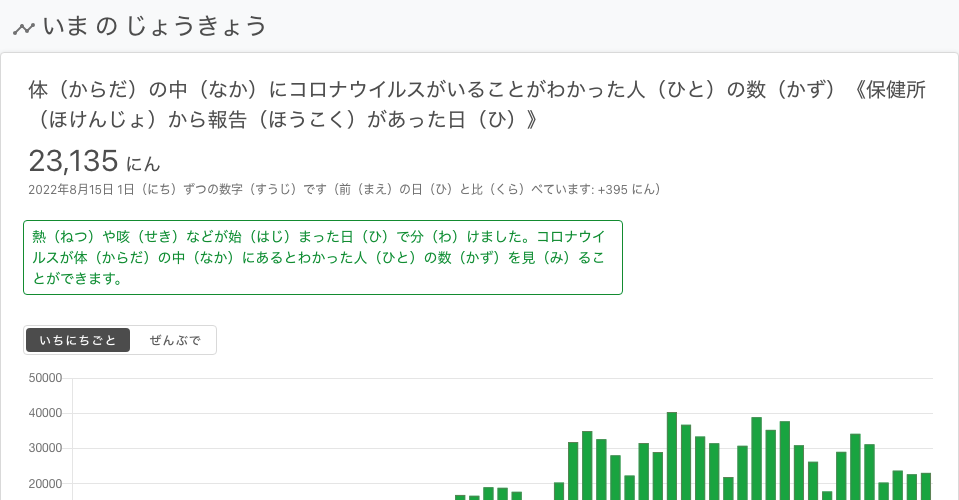 いま の じょうきょう
体（からだ）の中（なか）にコロナウイルスがいることがわかった人（ひと）の数（かず）《保健所
（ほけんじょ）から報告（ほうこく）があった日（ひ）》
23,135 にん
2022年8月15日 1日（にち）ずつの数字（すうじ）です（前（まえ）の日（ひ）と比（くら）べています: +395 にん）
熱（ねつ）や咳（せき）などが始（はじ）まった日（ひ）で分（わ）けました。コロナウイ
ルスが体（からだ）の中（なか）にあるとわかった人（ひと）の数（かず）を見（み）るこ
とができます。
いちにちごと ぜんぶで
50000
40000
30000
20000